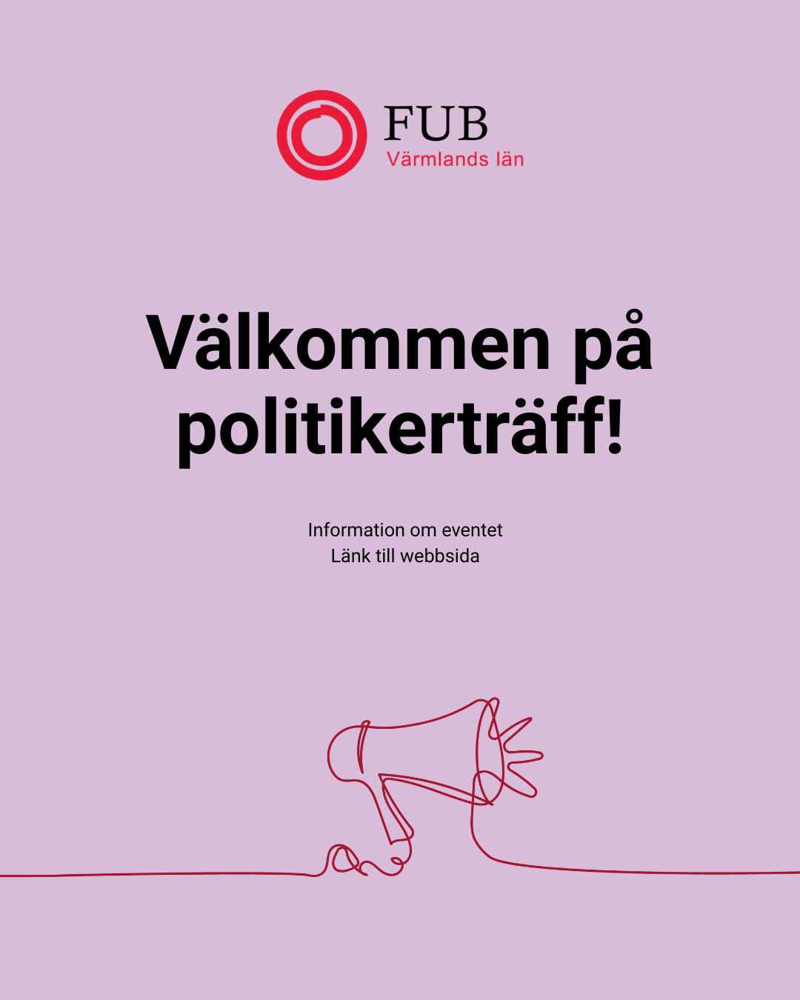 FUB
Värmlands län
Välkommen på
politikerträff!
Information om eventet
Länk till webbsida